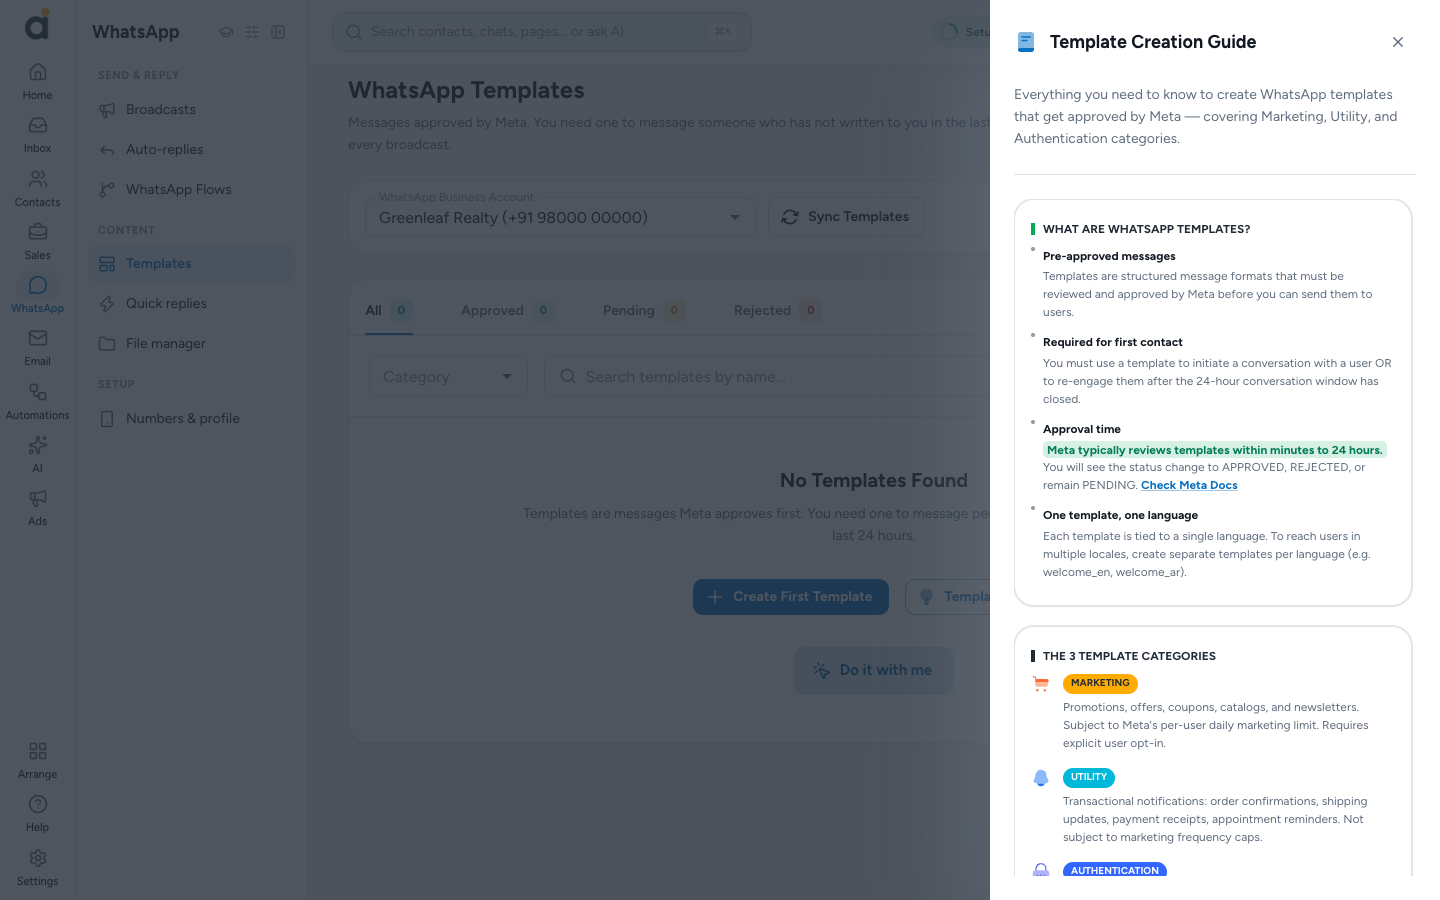 WhatsApp
Search contacts, chats, pages... or ask AI
⌘K
Setu
Home
Inbox
Contacts
Sales
WhatsApp
Email
Automations
AI
Ads
Arrange
Help
Settings
SEND & REPLY
Broadcasts
Auto-replies
WhatsApp Flows
CONTENT
Templates
Quick replies
File manager
SETUP
Numbers & profile
WhatsApp Templates
Messages approved by Meta. You need one to message someone who has not written to you in the last
every broadcast.
WhatsApp Business Account
Greenleaf Realty (+91 98000 00000)
Sync Templates
All 0
Approved 0
Pending 0
Rejected 0
Category
Search templates by name...
No Templates Found
Templates are messages Meta approves first. You need one to message pe
last 24 hours.
Create First Template
Templa
Do it with me
Template Creation Guide
Everything you need to know to create WhatsApp templates
that get approved by Meta — covering Marketing, Utility, and
Authentication categories.
WHAT ARE WHATSAPP TEMPLATES?
Pre-approved messages
Templates are structured message formats that must be
reviewed and approved by Meta before you can send them to
users.
Required for first contact
You must use a template to initiate a conversation with a user OR
to re-engage them after the 24-hour conversation window has
closed.
Approval time
Meta typically reviews templates within minutes to 24 hours.
You will see the status change to APPROVED, REJECTED, or
remain PENDING. Check Meta Docs
One template, one language
Each template is tied to a single language. To reach users in
multiple locales, create separate templates per language (e.g.
welcome_en, welcome_ar).
THE 3 TEMPLATE CATEGORIES
MARKETING
Promotions, offers, coupons, catalogs, and newsletters.
Subject to Meta's per-user daily marketing limit. Requires
explicit user opt-in.
UTILITY
Transactional notifications: order confirmations, shipping
updates, payment receipts, appointment reminders. Not
subject to marketing frequency caps.
AUTHENTICATION